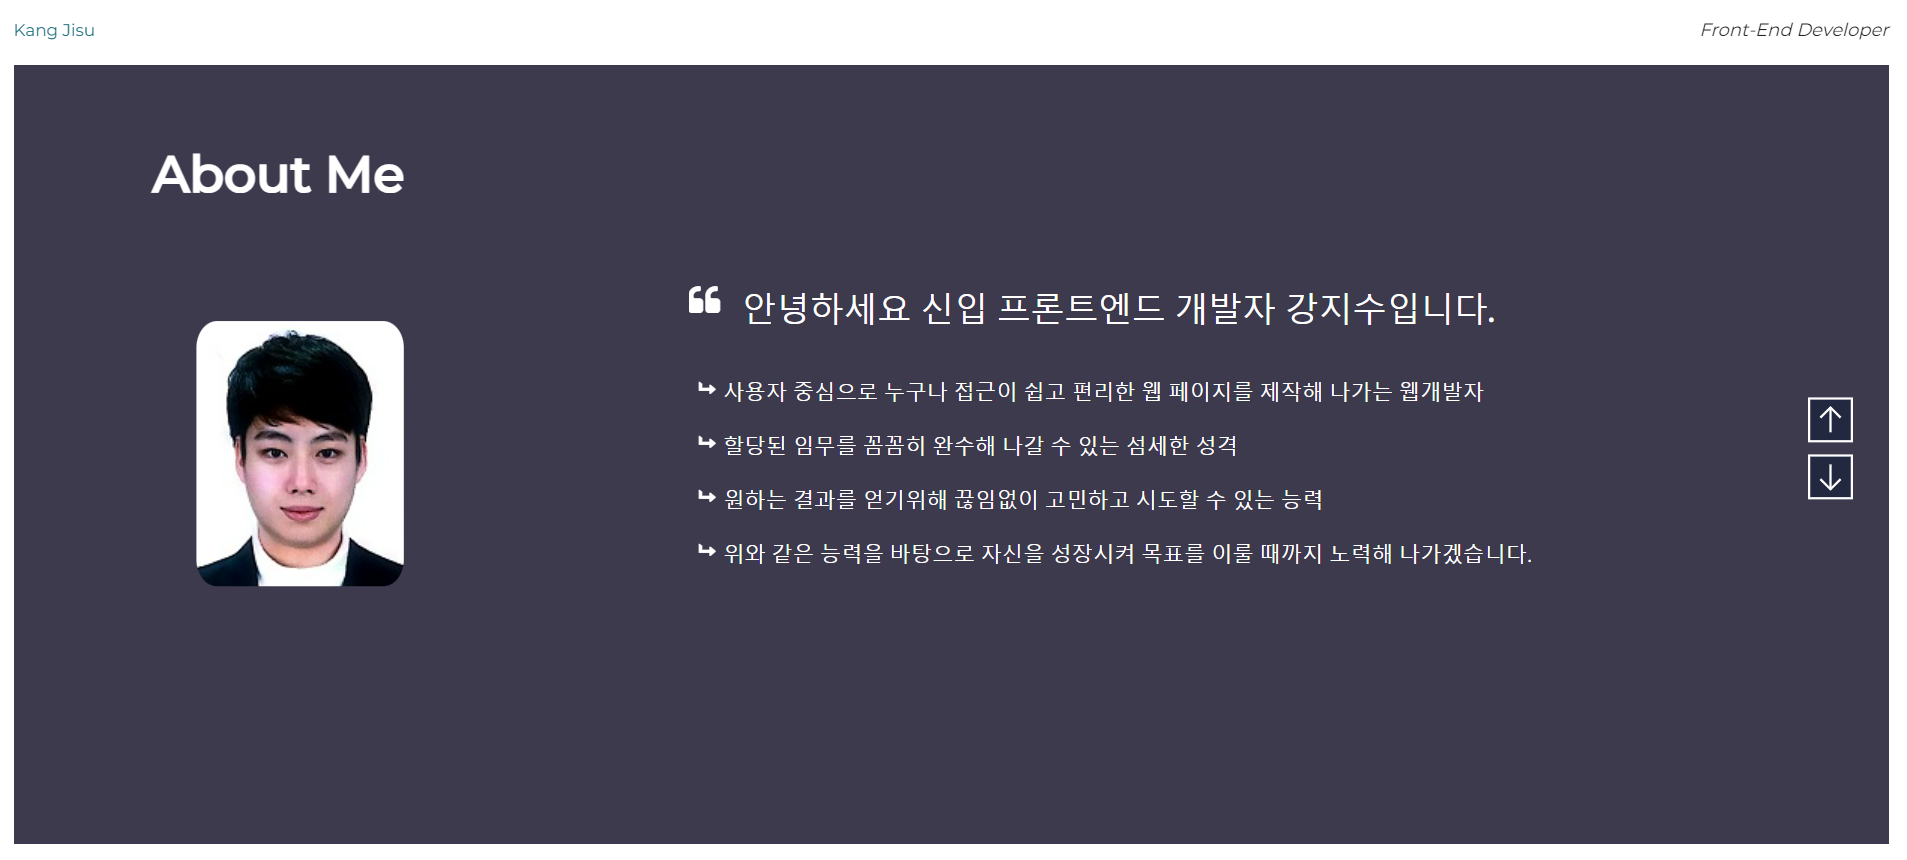 Kang Jisu
Front-End Developer
About Me
안녕하세요 신입 프론트엔드 개발자 강지수입니다.
사용자 중심으로 누구나 접근이 쉽고 편리한 웹 페이지를 제작해 나가는 웹개발자
할당된 임무를 꼼꼼히 완수해 나갈 수 있는 섬세한 성격
원하는 결과를 얻기위해 끊임없이 고민하고 시도할 수 있는 능력
위와 같은 능력을 바탕으로 자신을 성장시켜 목표를 이룰 때까지 노력해 나가겠습니다.